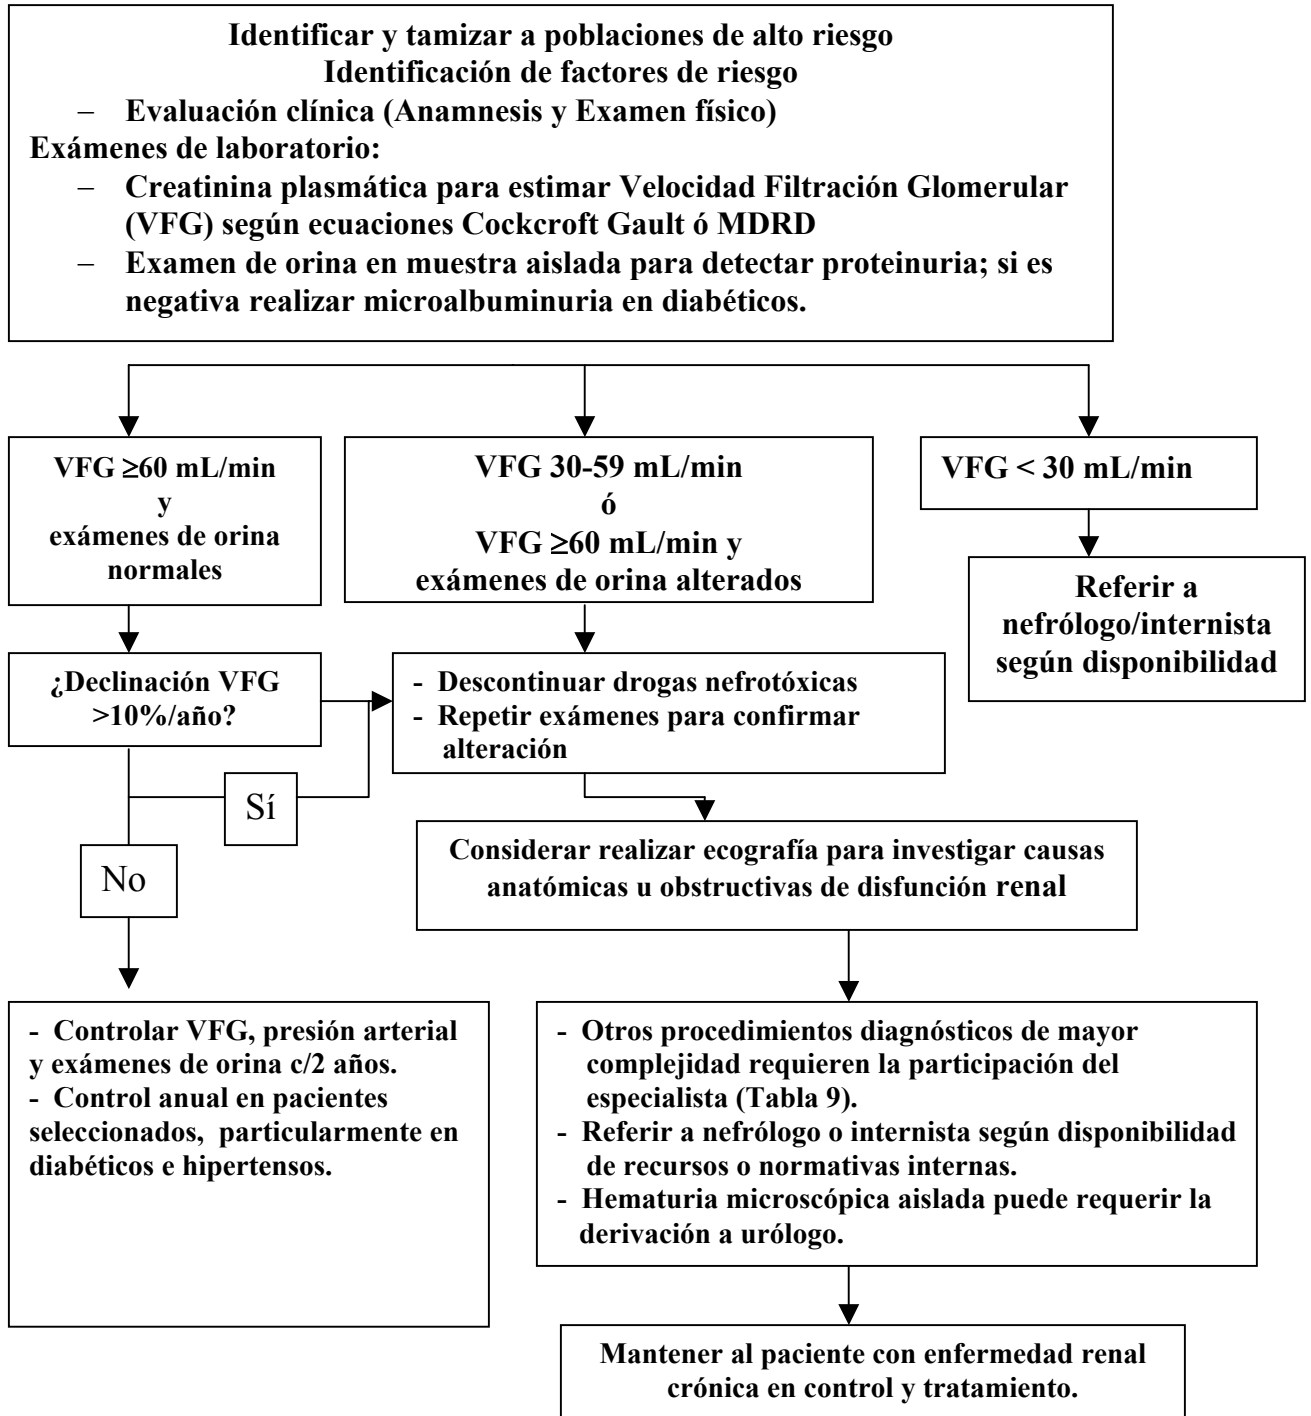 Identificar y tamizar a poblaciones de alto riesgo
Identificación de factores de riesgo
– Evaluación clínica (Anamnesis y Examen físico)
Exámenes de laboratorio:
– Creatinina plasmática para estimar Velocidad Filtración Glomerular
(VFG) según ecuaciones Cockcroft Gault ó MDRD
– Examen de orina en muestra aislada para detectar proteinuria; si es
negativa realizar microalbuminuria en diabéticos.
VFG ≥60 mL/min
y
exámenes de orina
normales
VFG 30-59 mL/min
ó
VFG ≥60 mL/min y
exámenes de orina alterados
VFG < 30 mL/min
Referir a
nefrólogo/internista
según disponibilidad
¿Declinación VFG
>10%/año?
- Descontinuar drogas nefrotóxicas
- Repetir exámenes para confirmar
alteración
Sí
No
Considerar realizar ecografía para investigar causas
anatómicas u obstructivas de disfunción renal
- Controlar VFG, presión arterial
y exámenes de orina c/2 años.
- Control anual en pacientes
seleccionados, particularmente en
diabéticos e hipertensos.
- Otros procedimientos diagnósticos de mayor
complejidad requieren la participación del
especialista (Tabla 9).
- Referir a nefrólogo o internista según disponibilidad
de recursos o normativas internas.
- Hematuria microscópica aislada puede requerir la
derivación a urólogo.
Mantener al paciente con enfermedad renal
crónica en control y tratamiento.